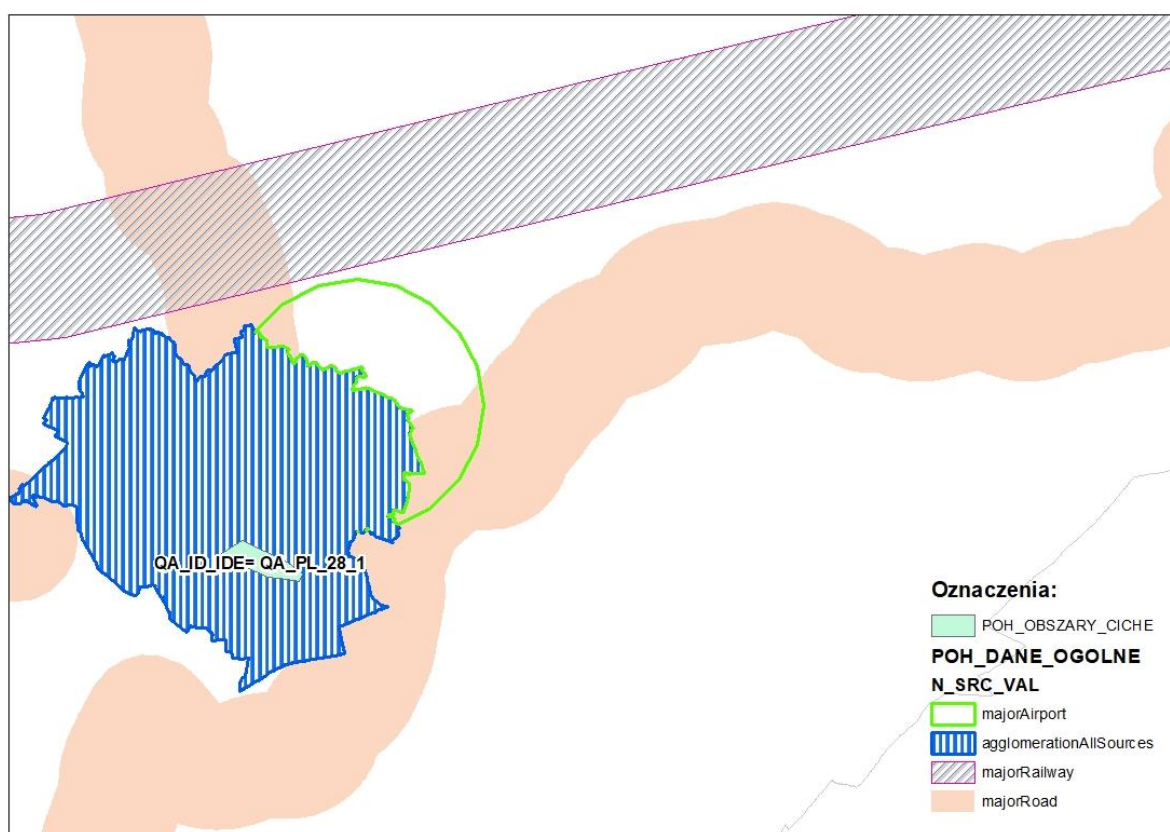 QA_ID_IDE= QA_PL_28_1
Oznaczenia:
POH_OBSZARY_CICHE
POH_DANE_OGOLNE
N_SRC_VAL
majorAirport
agglomerationAllSources
majorRailway
majorRoad